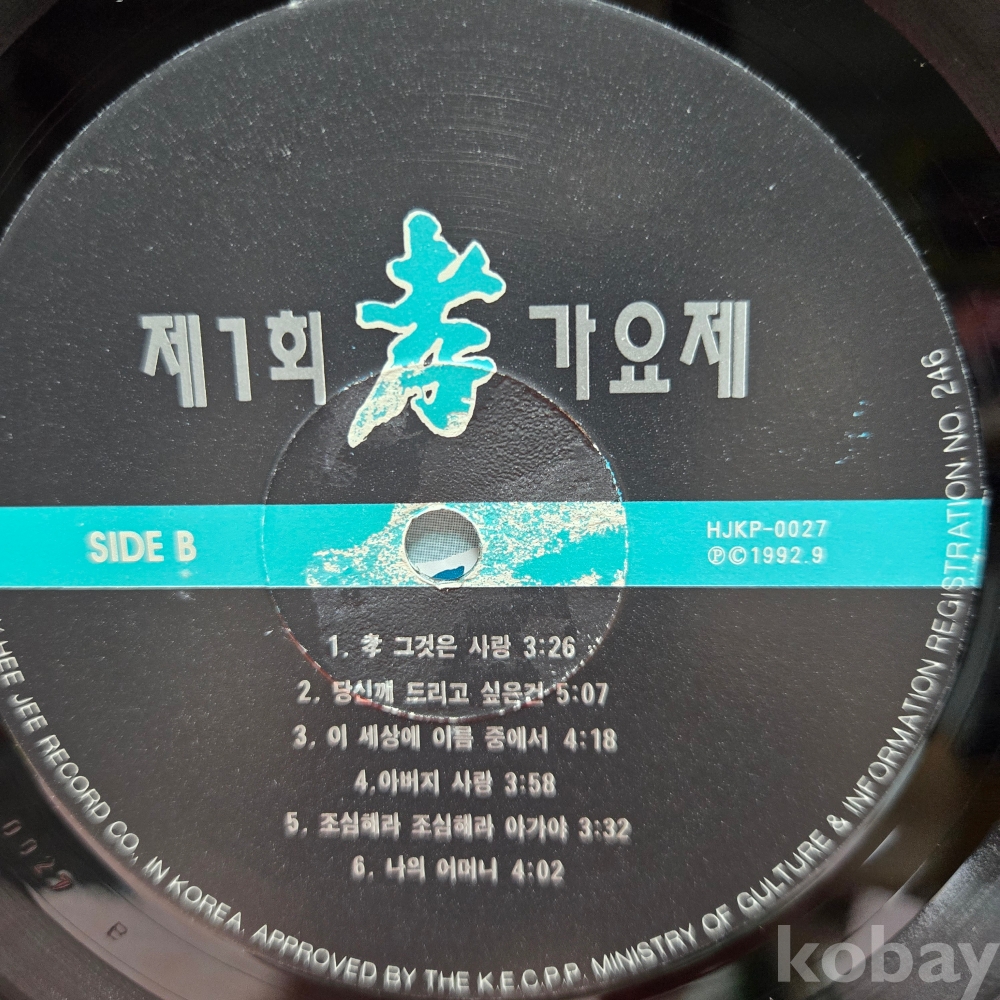 제1회 孝 가요제
SIDE B
HJKP-0027
℗©1992.9
1. 孝 그것은 사랑 3:26
2. 당신께 드리고 싶은건 5:07
3. 이 세상에 이름 중에서 4:18
4.아버지 사랑 3:58
5. 조심해라 조심해라 아가야 3:32
6. 나의 어머니 4:02
HEE JEE RECORD CO., IN KOREA. APPROVED BY THE K.E.C.P.P. MINISTRY OF CULTURE & INFORMATION REGISTRATION NO. 246
kobay